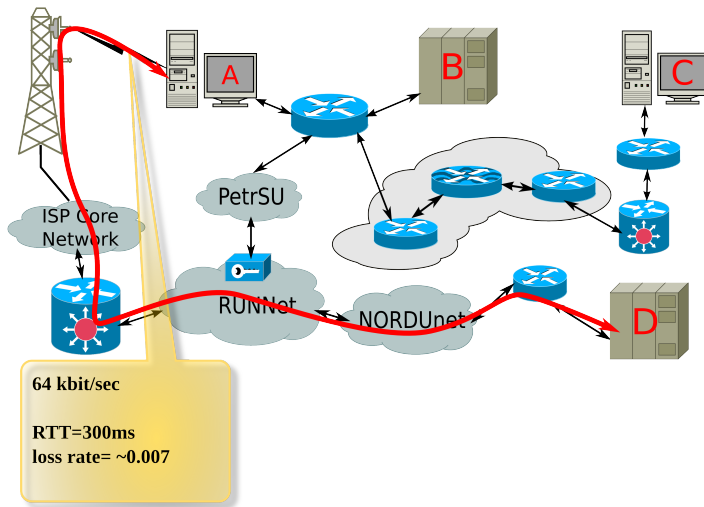 A
B
C
PetrSU
ISP Core
Network
RUNNet
NORDUnet
D
64 kbit/sec
RTT=300ms
loss rate= ~0.007